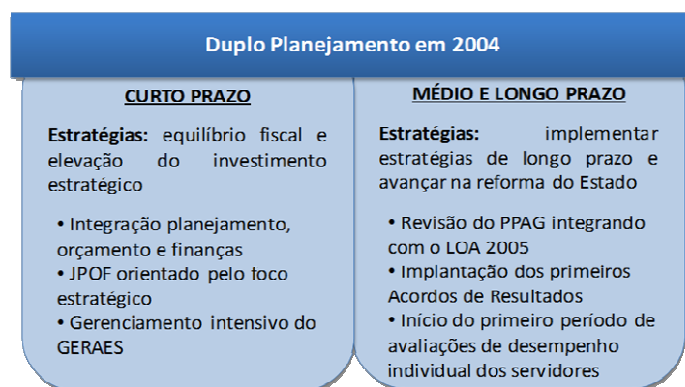 Duplo Planejamento em 2004
CURTO PRAZO
Estratégias: equilíbrio fiscal e
elevação do investimento
estratégico
• Integração planejamento,
orçamento e finanças
• JPOF orientado pelo foco
estratégico
• Gerenciamento intensivo do
GERAES
MÉDIO E LONGO PRAZO
Estratégias: implementar
estratégias de longo prazo e
avançar na reforma do Estado
• Revisão do PPAG integrando
com o LOA 2005
• Implantação dos primeiros
Acordos de Resultados
• Início do primeiro período de
avaliações de desempenho
individual dos servidores